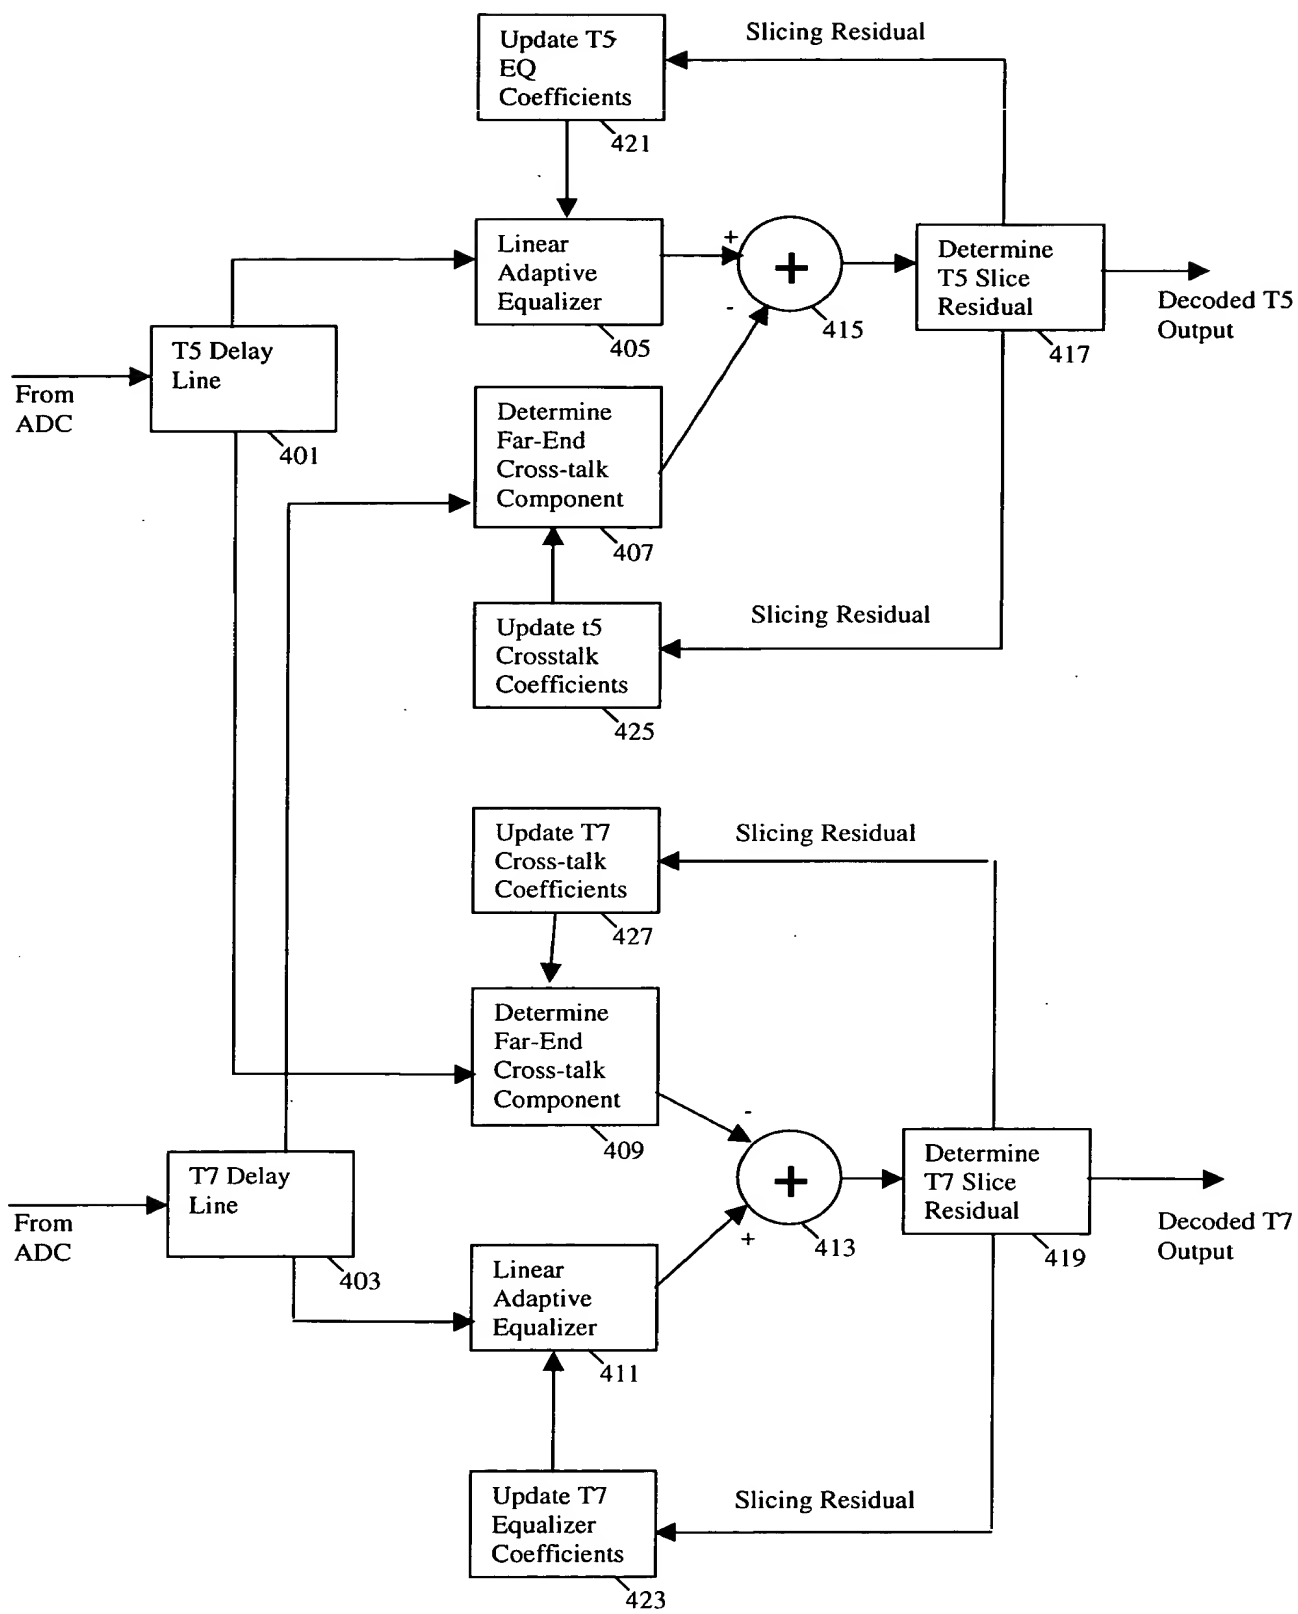 Update T5
EQ
Coefficients
421
Slicing Residual
Linear
Adaptive
Equalizer
405
+
-
+
415
Determine
T5 Slice
Residual
417
Decoded T5
Output
T5 Delay
Line
401
From
ADC
Determine
Far-End
Cross-talk
Component
407
Update t5
Crosstalk
Coefficients
425
Slicing Residual
Update T7
Cross-talk
Coefficients
427
Slicing Residual
Determine
Far-End
Cross-talk
Component
409
-
+
+
413
Determine
T7 Slice
Residual
419
Decoded T7
Output
T7 Delay
Line
403
From
ADC
Linear
Adaptive
Equalizer
411
Update T7
Equalizer
Coefficients
423
Slicing Residual